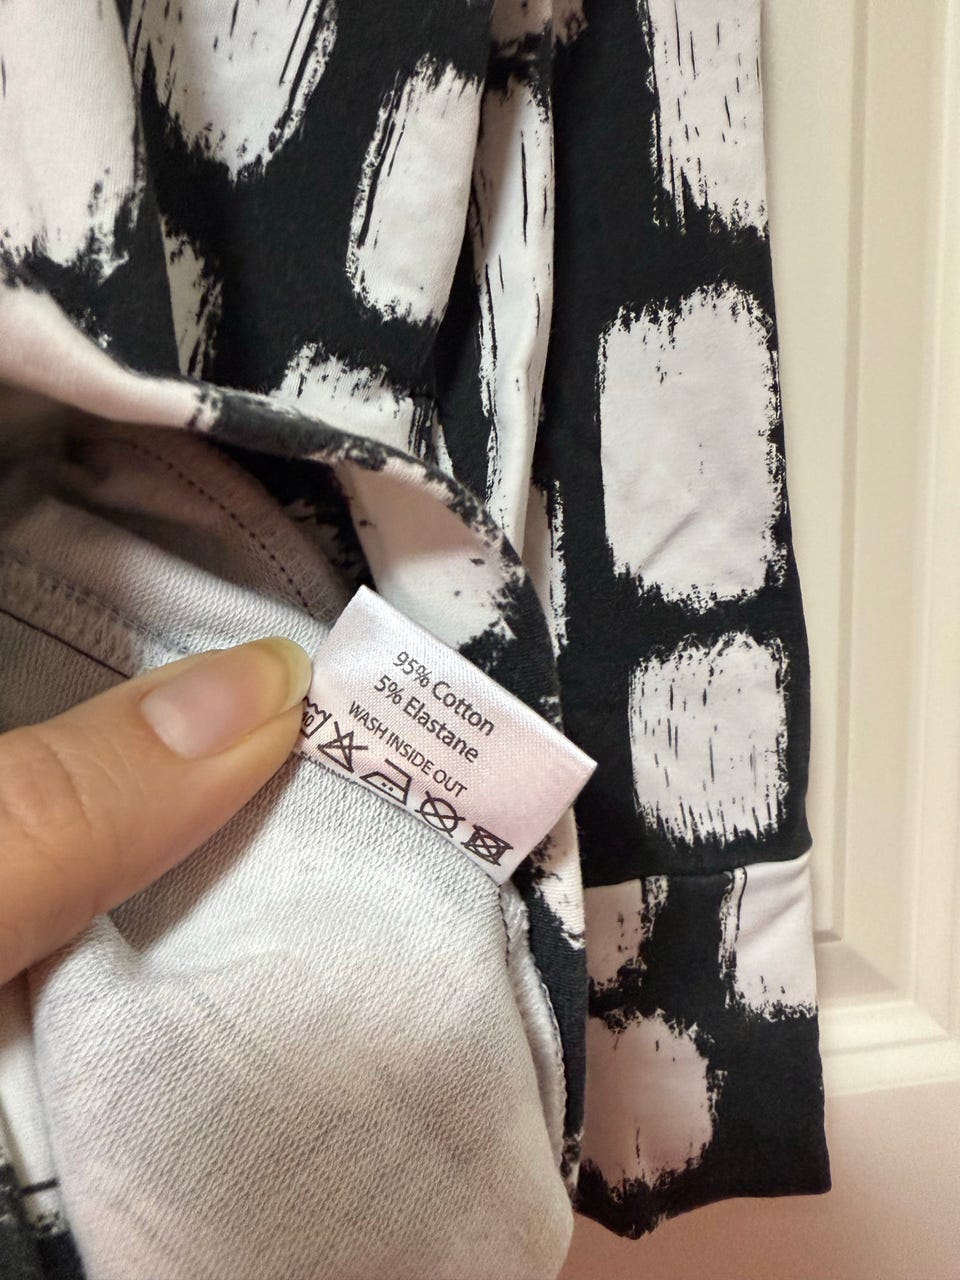 95% Cotton
5% Elastane
WASH INSIDE OUT